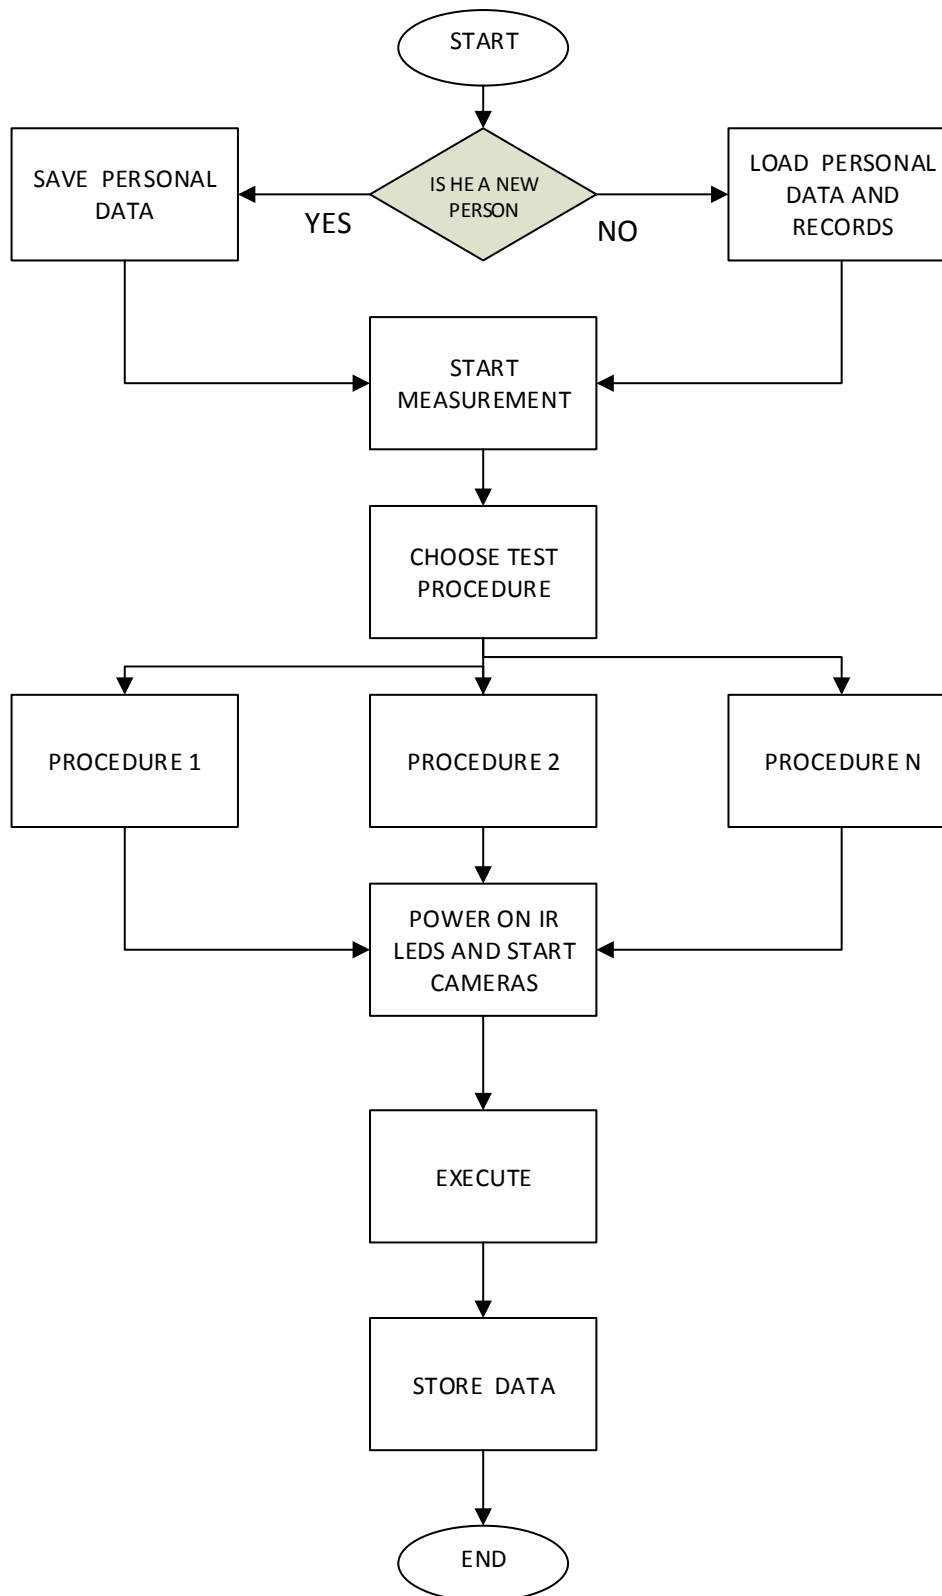 START
IS HE A NEW
PERSON
YES
NO
SAVE PERSONAL
DATA
LOAD PERSONAL
DATA AND
RECORDS
START
MEASUREMENT
CHOOSE TEST
PROCEDURE
PROCEDURE 1
PROCEDURE 2
PROCEDURE N
POWER ON IR
LEDS AND START
CAMERAS
EXECUTE
STORE DATA
END